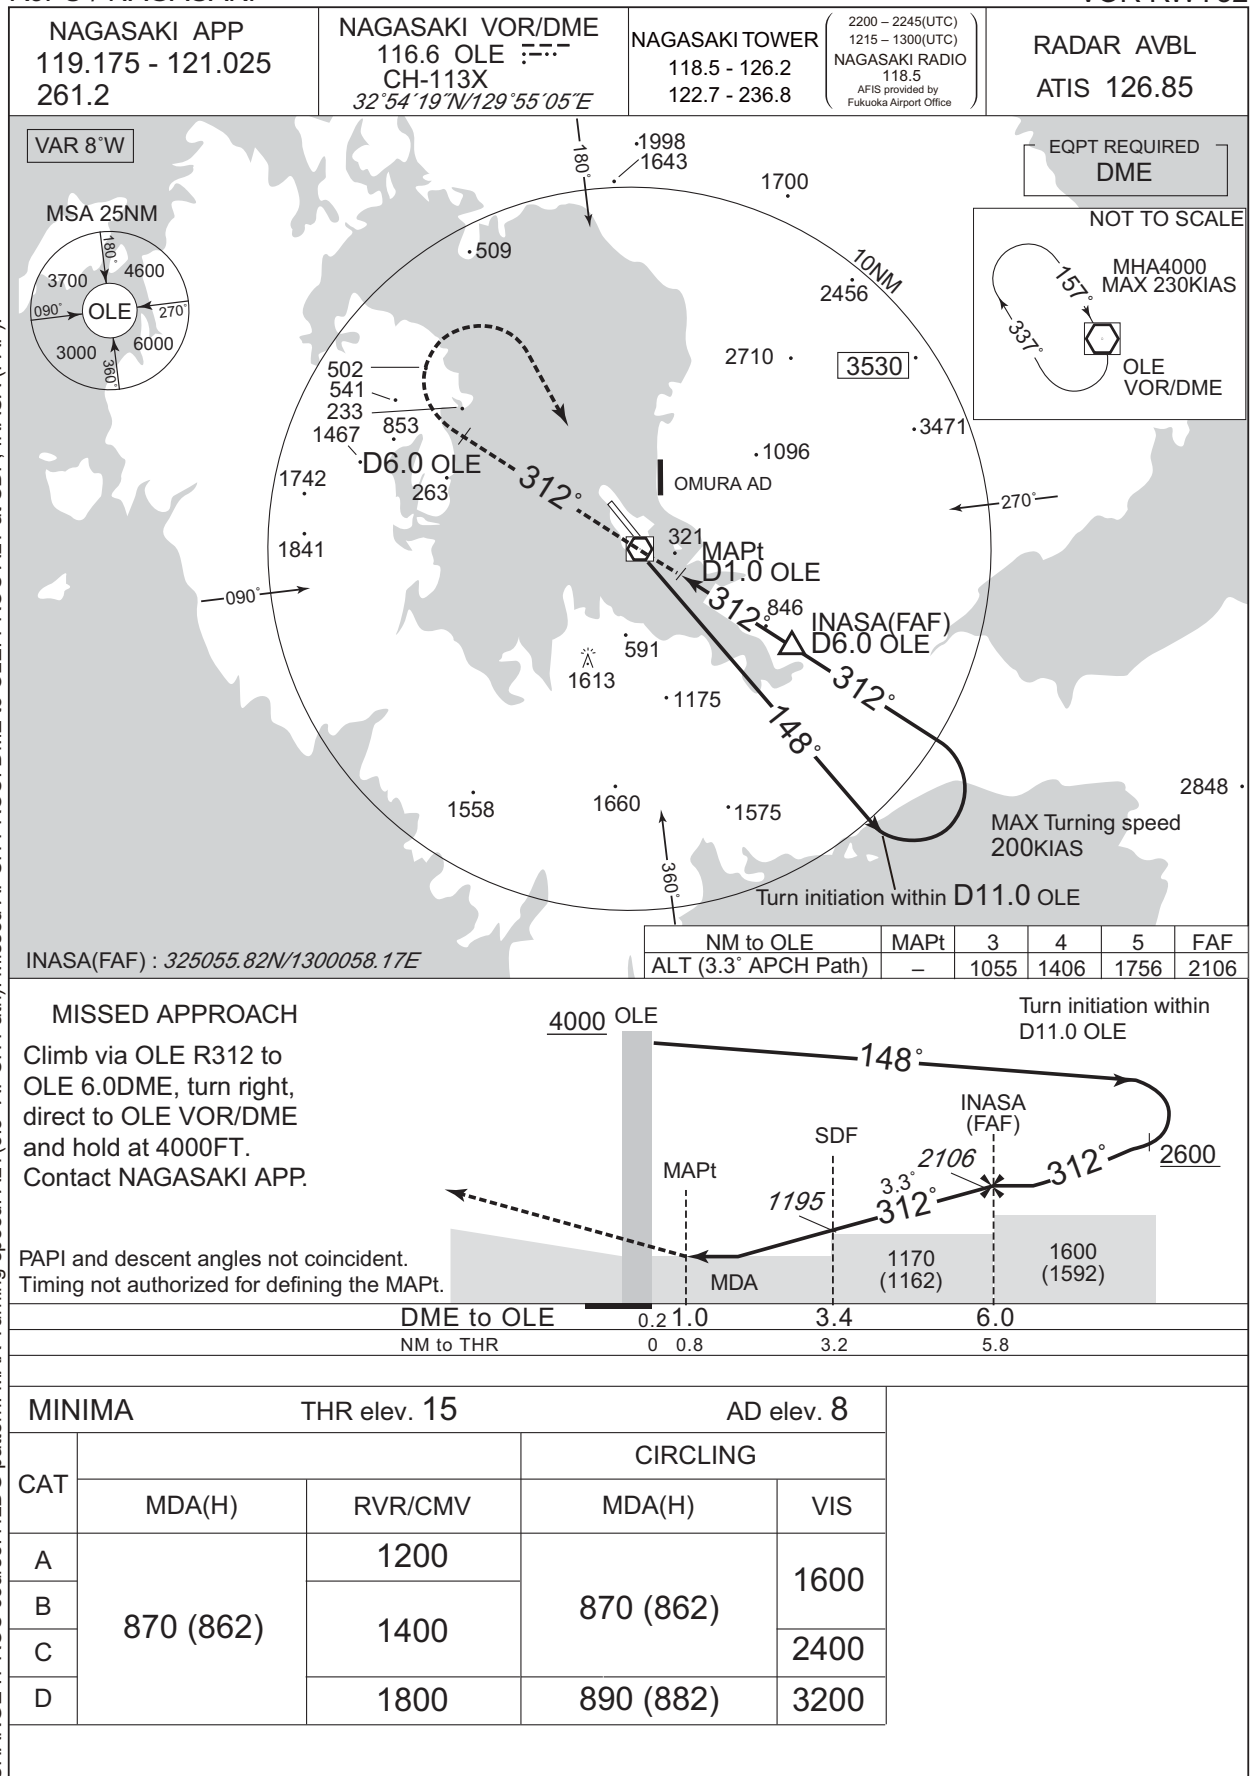 NAGASAKI APP
119.175 - 121.025
261.2
NAGASAKI VOR/DME
116.6 OLE
CH-113X
32˚54´19˝N/129˚55´05˝E
NAGASAKI TOWER
118.5 - 126.2
122.7 - 236.8
2200 – 2245(UTC)
1215 – 1300(UTC)
NAGASAKI RADIO
118.5
AFIS provided by
Fukuoka Airport Office
RADAR AVBL
ATIS 126.85
VAR 8˚W
EQPT REQUIRED
DME
MSA 25NM
180˚
3700
4600
090˚
OLE
270˚
3000
6000
360˚
NOT TO SCALE
MHA4000
MAX 230KIAS
157˚
337˚
OLE
VOR/DME
180˚
1998
1643
1700
509
10NM
2456
2710
3530
502
541
233
853
1467
D6.0 OLE
263
1742
1841
3471
1096
312˚
OMURA AD
270˚
321
MAPt
D1.0 OLE
090˚
312˚
846
INASA(FAF)
D6.0 OLE
591
1613
1175
312˚
148˚
1558
1660
1575
2848
MAX Turning speed
200KIAS
360˚
Turn initiation within D11.0 OLE
INASA(FAF) : 325055.82N/1300058.17E
NM to OLE MAPt 3 4 5 FAF
ALT (3.3˚ APCH Path) – 1055 1406 1756 2106
MISSED APPROACH
Climb via OLE R312 to
OLE 6.0DME, turn right,
direct to OLE VOR/DME
and hold at 4000FT.
Contact NAGASAKI APP.
PAPI and descent angles not coincident.
Timing not authorized for defining the MAPt.
4000 OLE
148˚
Turn initiation within
D11.0 OLE
INASA
(FAF)
SDF
2106
2600
312˚
MAPt
3.3˚
312˚
1195
MDA
1170
(1162)
1600
(1592)
DME to OLE 0.2 1.0 3.4 6.0
NM to THR 0 0.8 3.2 5.8
MINIMA THR elev. 15 AD elev. 8
CAT
CIRCLING
MDA(H) RVR/CMV MDA(H) VIS
A 1200
1600
B
870 (862) 1400 870 (862)
C 2400
D 1800 890 (882) 3200